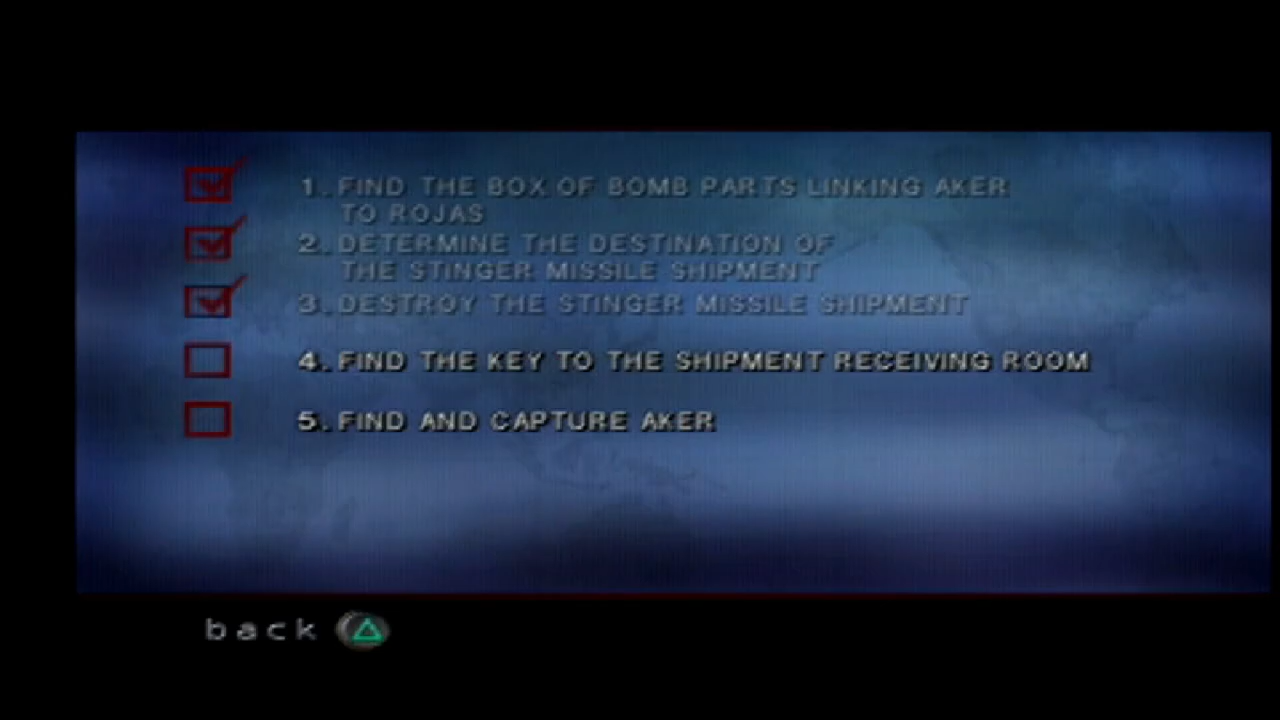 1. FIND THE BOX OF BOMB PARTS LINKING AKER
TO ROJAS
2. DETERMINE THE DESTINATION OF
THE STINGER MISSILE SHIPMENT
3. DESTROY THE STINGER MISSILE SHIPMENT
4. FIND THE KEY TO THE SHIPMENT RECEIVING ROOM
5. FIND AND CAPTURE AKER
back